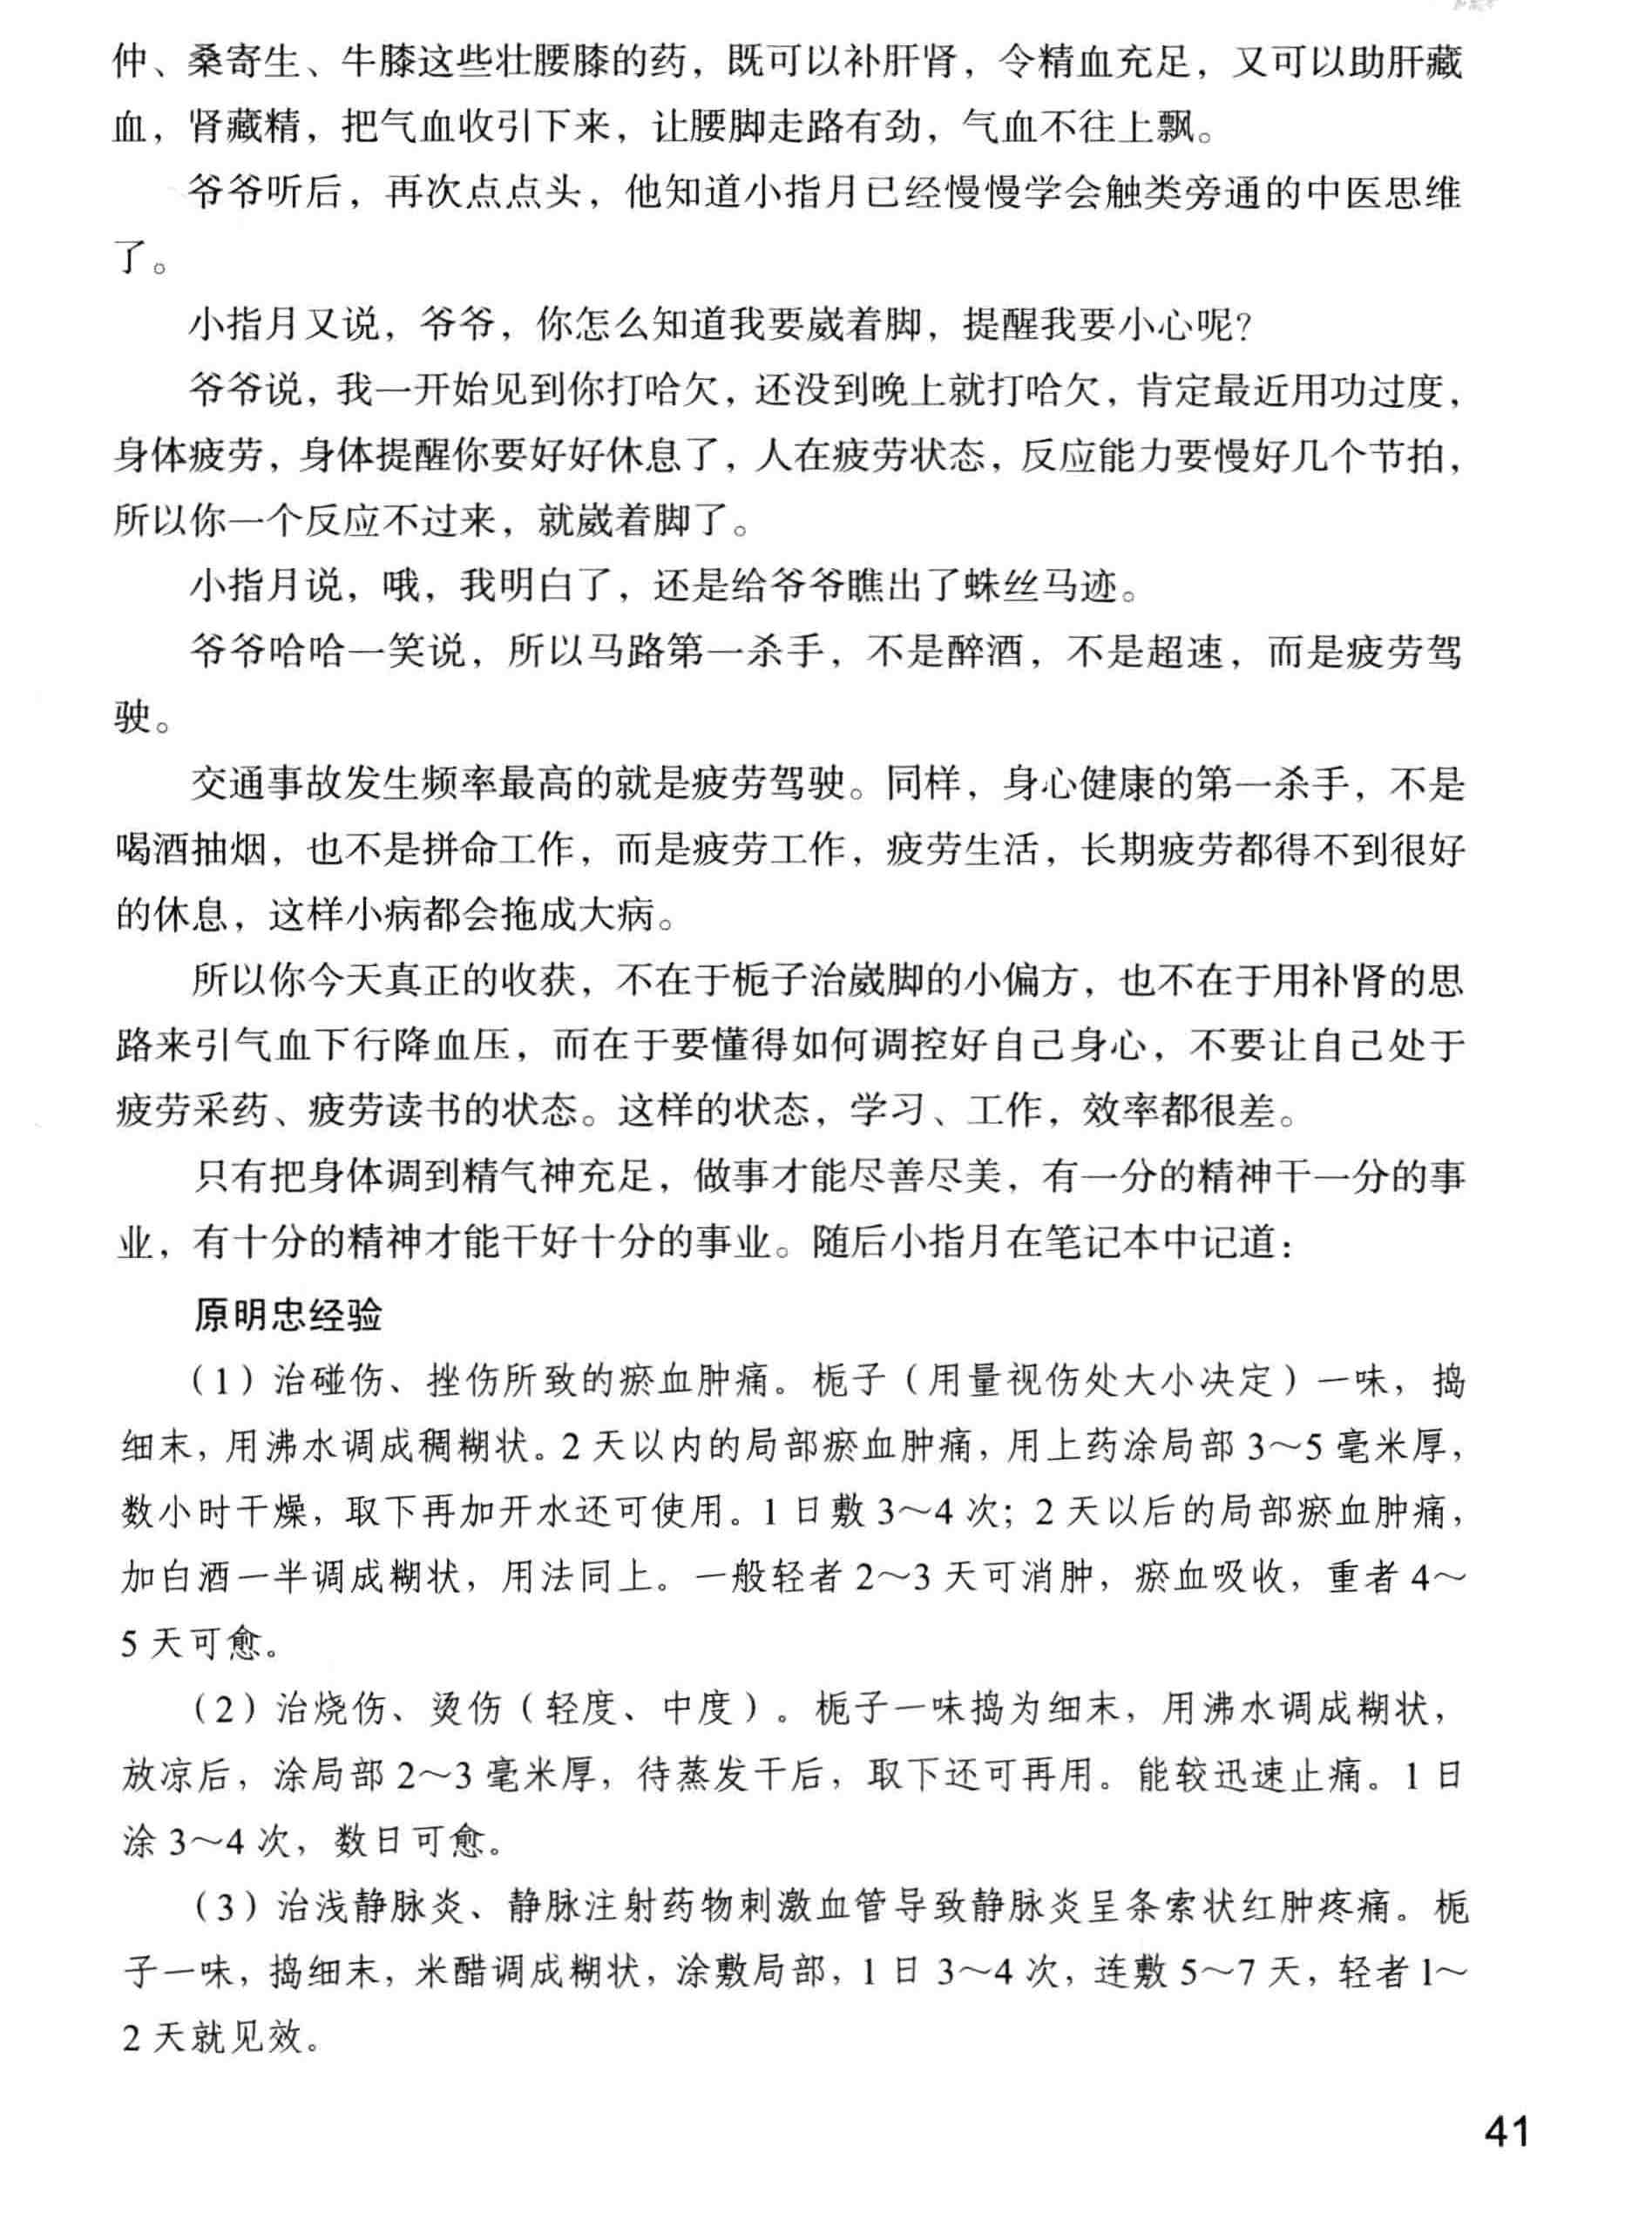 仲、桑寄生、牛膝这些壮腰膝的药，既可以补肝肾，令精血充足，又可以助肝藏
血，肾藏精，把气血收引下来，让腰脚走路有劲，气血不往上飘。
爷爷听后，再次点点头，他知道小指月已经慢慢学会触类旁通的中医思维
了。
小指月又说，爷爷，你怎么知道我要崴着脚，提醒我要小心呢？
爷爷说，我一开始见到你打哈欠，还没到晚上就打哈欠，肯定最近用功过度，
身体疲劳，身体提醒你要好好休息了，人在疲劳状态，反应能力要慢好几个节拍，
所以你一个反应不过来，就崴着脚了。
小指月说，哦，我明白了，还是给爷爷瞧出了蛛丝马迹。
爷爷哈哈一笑说，所以马路第一杀手，不是醉酒，不是超速，而是疲劳驾
驶。
交通事故发生频率最高的就是疲劳驾驶。同样，身心健康的第一杀手，不是
喝酒抽烟，也不是拼命工作，而是疲劳工作，疲劳生活，长期疲劳都得不到很好
的休息，这样小病都会拖成大病。
所以你今天真正的收获，不在于栀子治崴脚的小偏方，也不在于用补肾的思
路来引气血下行降血压，而在于要懂得如何调控好自己身心，不要让自己处于
疲劳采药、疲劳读书的状态。这样的状态，学习、工作，效率都很差。
只有把身体调到精气神充足，做事才能尽善尽美，有一分的精神干一分的事
业，有十分的精神才能干好十分的事业。随后小指月在笔记本中记道：
原明忠经验
（1）治碰伤、挫伤所致的瘀血肿痛。栀子（用量视伤处大小决定）一味，捣
细末，用沸水调成稠糊状。2 天以内的局部瘀血肿痛，用上药涂局部 3～5 毫米厚，
数小时干燥，取下再加开水还可使用。1 日敷 3～4 次；2 天以后的局部瘀血肿痛，
加白酒一半调成糊状，用法同上。一般轻者 2～3 天可消肿，瘀血吸收，重者 4～
5 天可愈。
（2）治烧伤、烫伤（轻度、中度）。栀子一味捣为细末，用沸水调成糊状，
放凉后，涂局部 2～3 毫米厚，待蒸发干后，取下还可再用。能较迅速止痛。1 日
涂 3～4 次，数日可愈。
（3）治浅静脉炎、静脉注射药物刺激血管导致静脉炎呈条索状红肿疼痛。栀
子一味，捣细末，米醋调成糊状，涂敷局部，1 日 3～4 次，连敷 5～7 天，轻者 1～
2 天就见效。
41